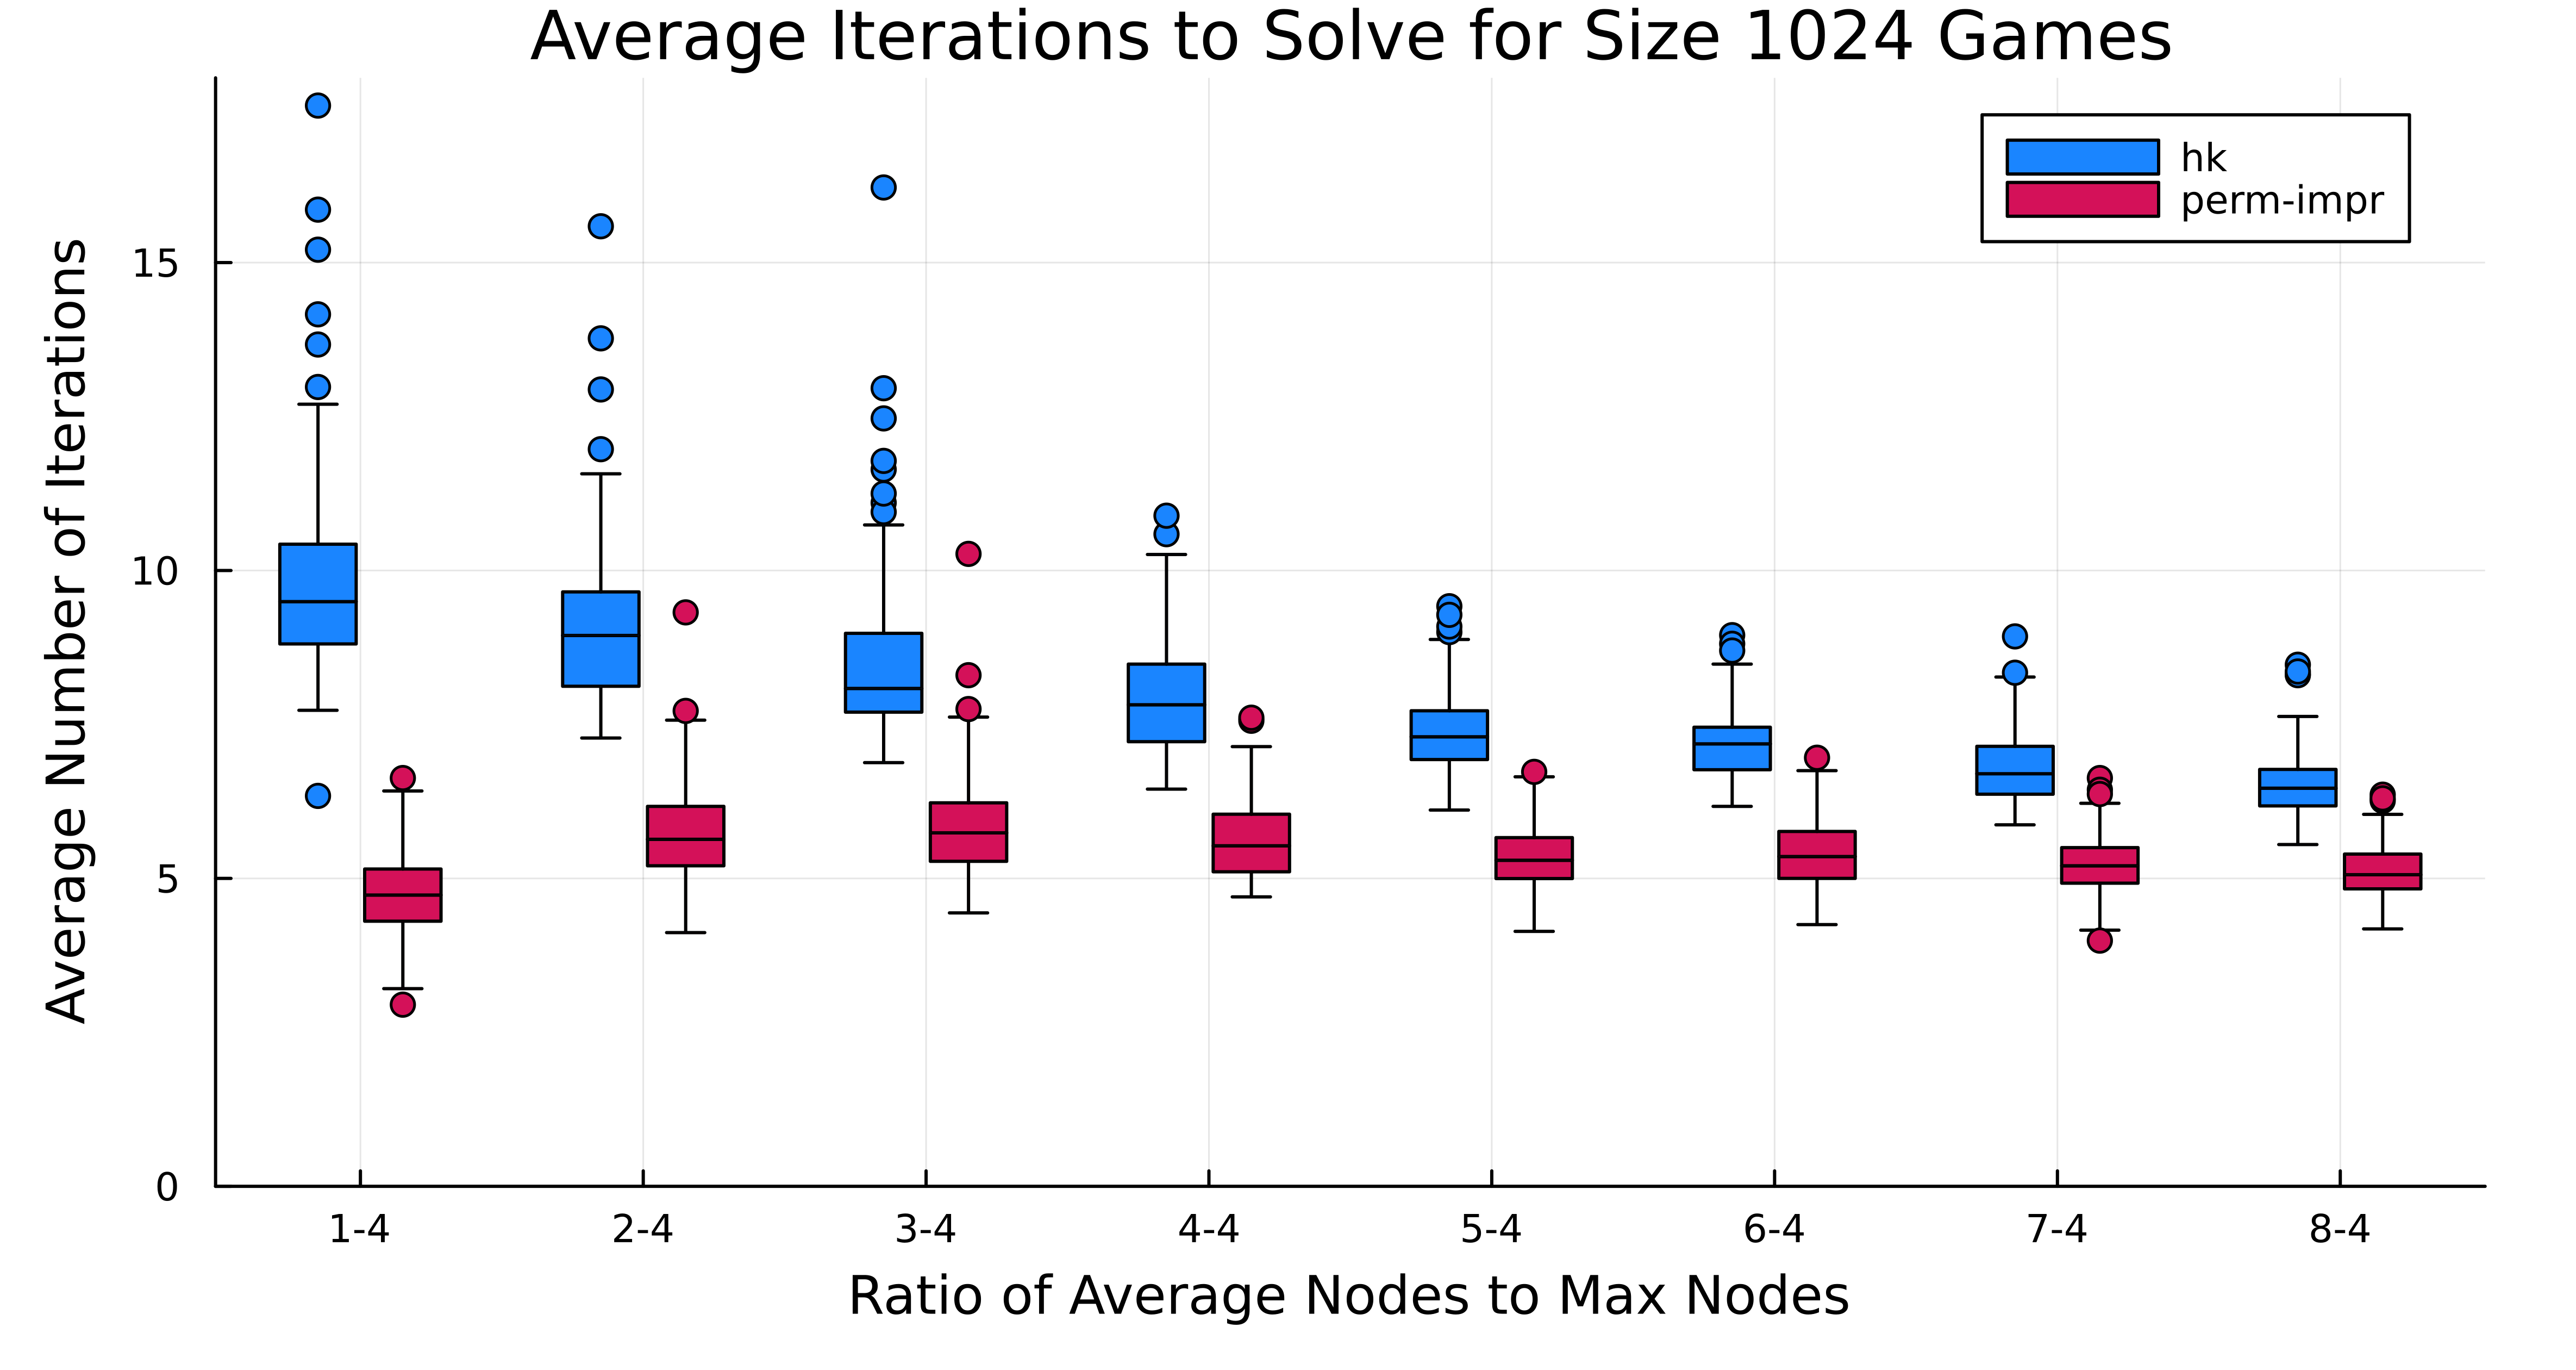 Average Iterations to Solve for Size 1024 Games
hk
perm-impr
Average Number of Iterations
15
10
5
0
1-4 2-4 3-4 4-4 5-4 6-4 7-4 8-4
Ratio of Average Nodes to Max Nodes